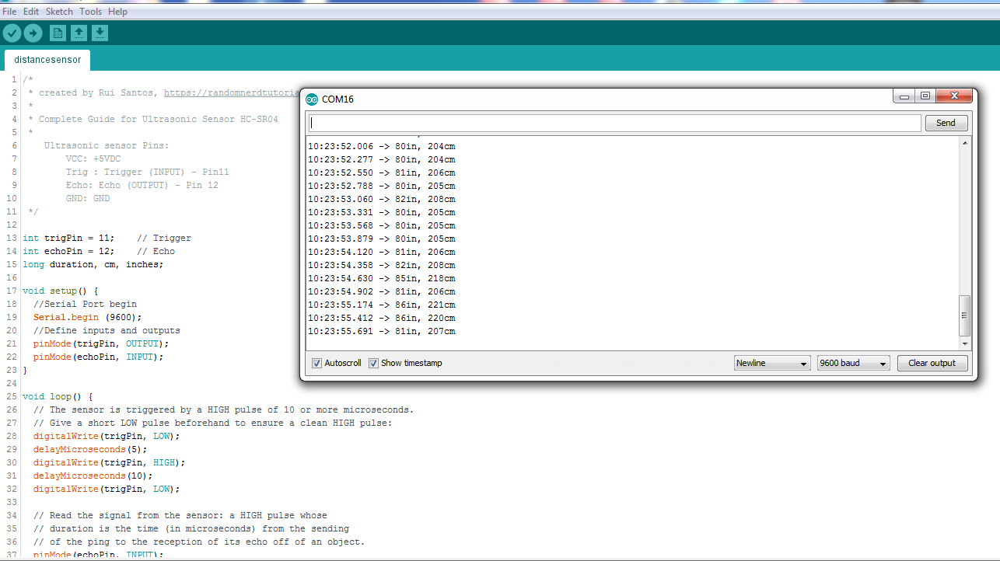 File Edit Sketch Tools Help
distancesensor
1 /*
2 * created by Rui Santos, https://randomnerdtutoria
3 *
4 * Complete Guide for Ultrasonic Sensor HC-SR04
5 *
6 Ultrasonic sensor Pins:
7 VCC: +5VDC
8 Trig : Trigger (INPUT) - Pin11
9 Echo: Echo (OUTPUT) - Pin 12
10 GND: GND
11 */
12
13 int trigPin = 11; // Trigger
14 int echoPin = 12; // Echo
15 long duration, cm, inches;
16
17 void setup() {
18 //Serial Port begin
19 Serial.begin (9600);
20 //Define inputs and outputs
21 pinMode(trigPin, OUTPUT);
22 pinMode(echoPin, INPUT);
23 }
24
25 void loop() {
26 // The sensor is triggered by a HIGH pulse of 10 or more microseconds.
27 // Give a short LOW pulse beforehand to ensure a clean HIGH pulse:
28 digitalWrite(trigPin, LOW);
29 delayMicroseconds(5);
30 digitalWrite(trigPin, HIGH);
31 delayMicroseconds(10);
32 digitalWrite(trigPin, LOW);
33
34 // Read the signal from the sensor: a HIGH pulse whose
35 // duration is the time (in microseconds) from the sending
36 // of the ping to the reception of its echo off of an object.
37 pinMode(echoPin, INPUT);
COM16
Send
10:23:52.006 -> 80in, 204cm
10:23:52.277 -> 80in, 204cm
10:23:52.550 -> 81in, 206cm
10:23:52.788 -> 80in, 205cm
10:23:53.060 -> 82in, 208cm
10:23:53.331 -> 80in, 205cm
10:23:53.568 -> 80in, 205cm
10:23:53.879 -> 80in, 205cm
10:23:54.120 -> 81in, 206cm
10:23:54.358 -> 82in, 208cm
10:23:54.630 -> 85in, 218cm
10:23:54.902 -> 81in, 206cm
10:23:55.174 -> 86in, 221cm
10:23:55.412 -> 86in, 220cm
10:23:55.691 -> 81in, 207cm
Autoscroll Show timestamp Newline 9600 baud Clear output